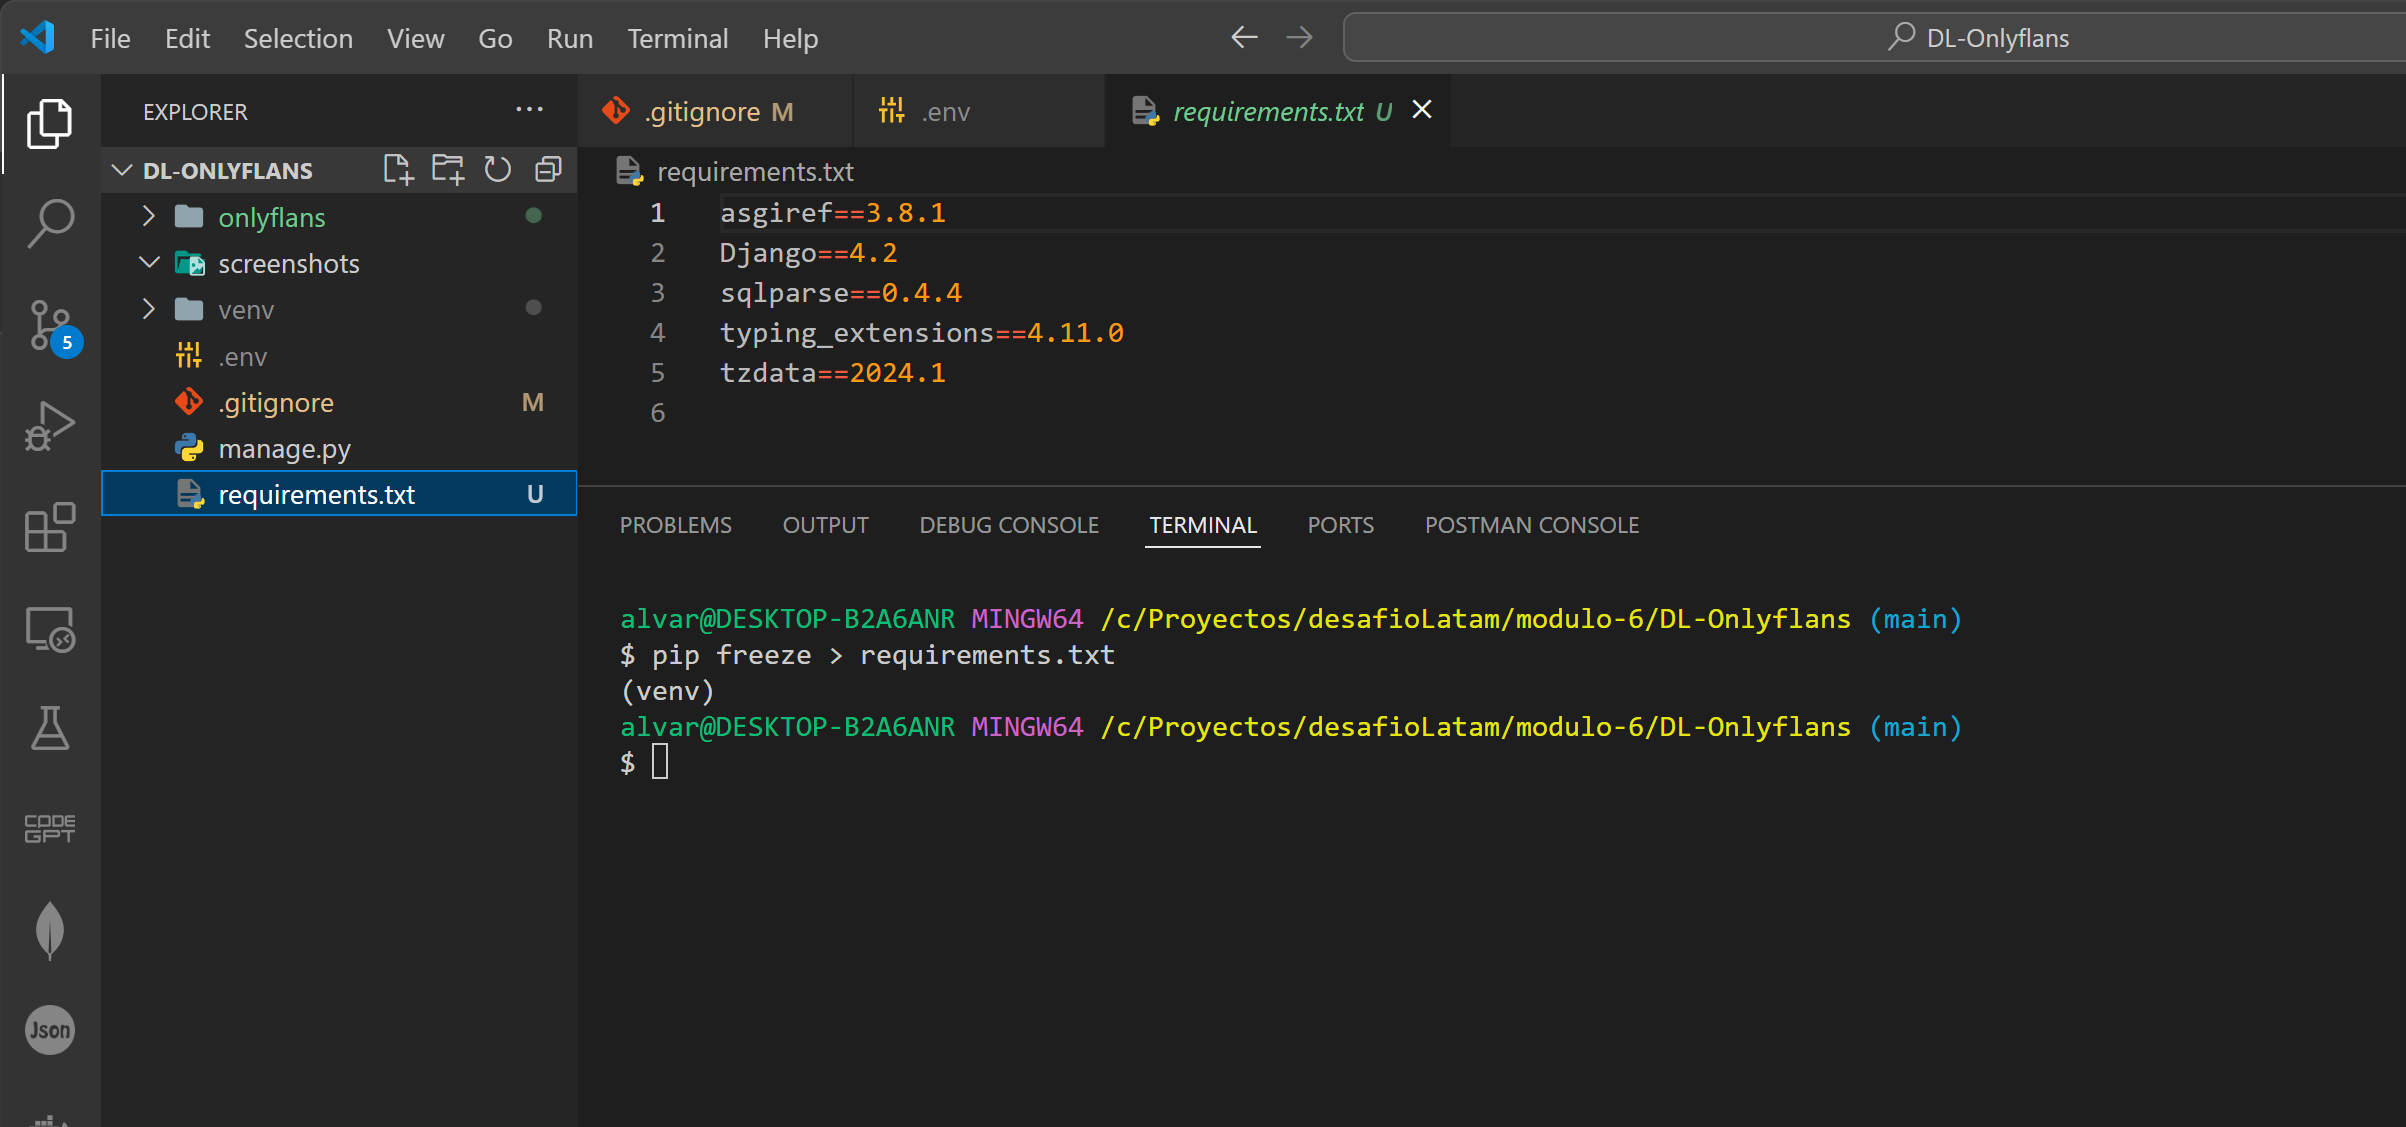 File Edit Selection View Go Run Terminal Help
DL-Onlyflans
EXPLORER
DL-ONLYFLANS
onlyflans
screenshots
venv
.env
.gitignore M
manage.py
requirements.txt U
5
CODE
GPT
Json
.gitignore M
.env
requirements.txt U
requirements.txt
1 asgiref==3.8.1
2 Django==4.2
3 sqlparse==0.4.4
4 typing_extensions==4.11.0
5 tzdata==2024.1
6
PROBLEMS OUTPUT DEBUG CONSOLE TERMINAL PORTS POSTMAN CONSOLE
alvar@DESKTOP-B2A6ANR MINGW64 /c/Proyectos/desafioLatam/modulo-6/DL-Onlyflans (main)
$ pip freeze > requirements.txt
(venv)
alvar@DESKTOP-B2A6ANR MINGW64 /c/Proyectos/desafioLatam/modulo-6/DL-Onlyflans (main)
$